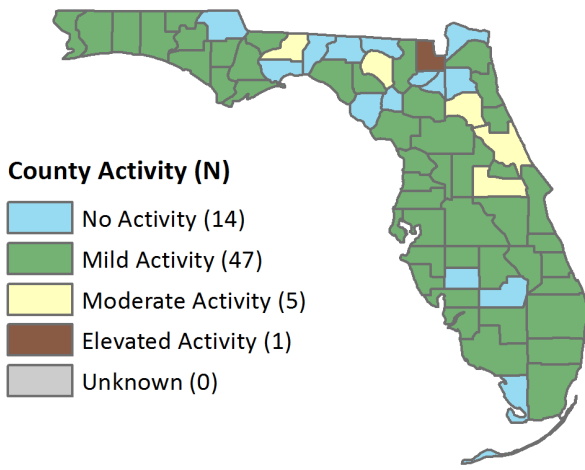 County Activity (N)
No Activity (14)
Mild Activity (47)
Moderate Activity (5)
Elevated Activity (1)
Unknown (0)